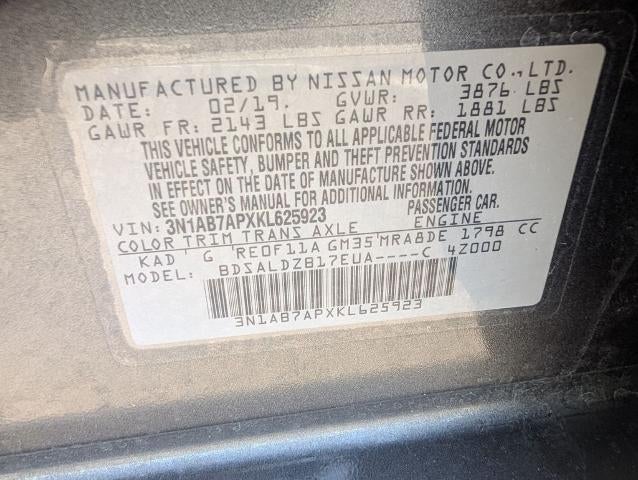 MANUFACTURED BY NISSAN MOTOR CO., LTD.
DATE: 02/19. GVWR: 3876 LBS
GAWR FR: 2143 LBS GAWR RR: 1881 LBS
THIS VEHICLE CONFORMS TO ALL APPLICABLE FEDERAL MOTOR
VEHICLE SAFETY, BUMPER AND THEFT PREVENTION STANDARDS
IN EFFECT ON THE DATE OF MANUFACTURE SHOWN ABOVE.
SEE OWNER'S MANUAL FOR ADDITIONAL INFORMATION.
VIN: 3N1AB7APXKL625923 PASSENGER CAR.
COLOR TRIM TRANS AXLE ENGINE
KAD G RE0F11A GM35 MRA8DE 1798 CC
BDSALDZB17EUA----C 4Z000
3N1AB7APXKL625923